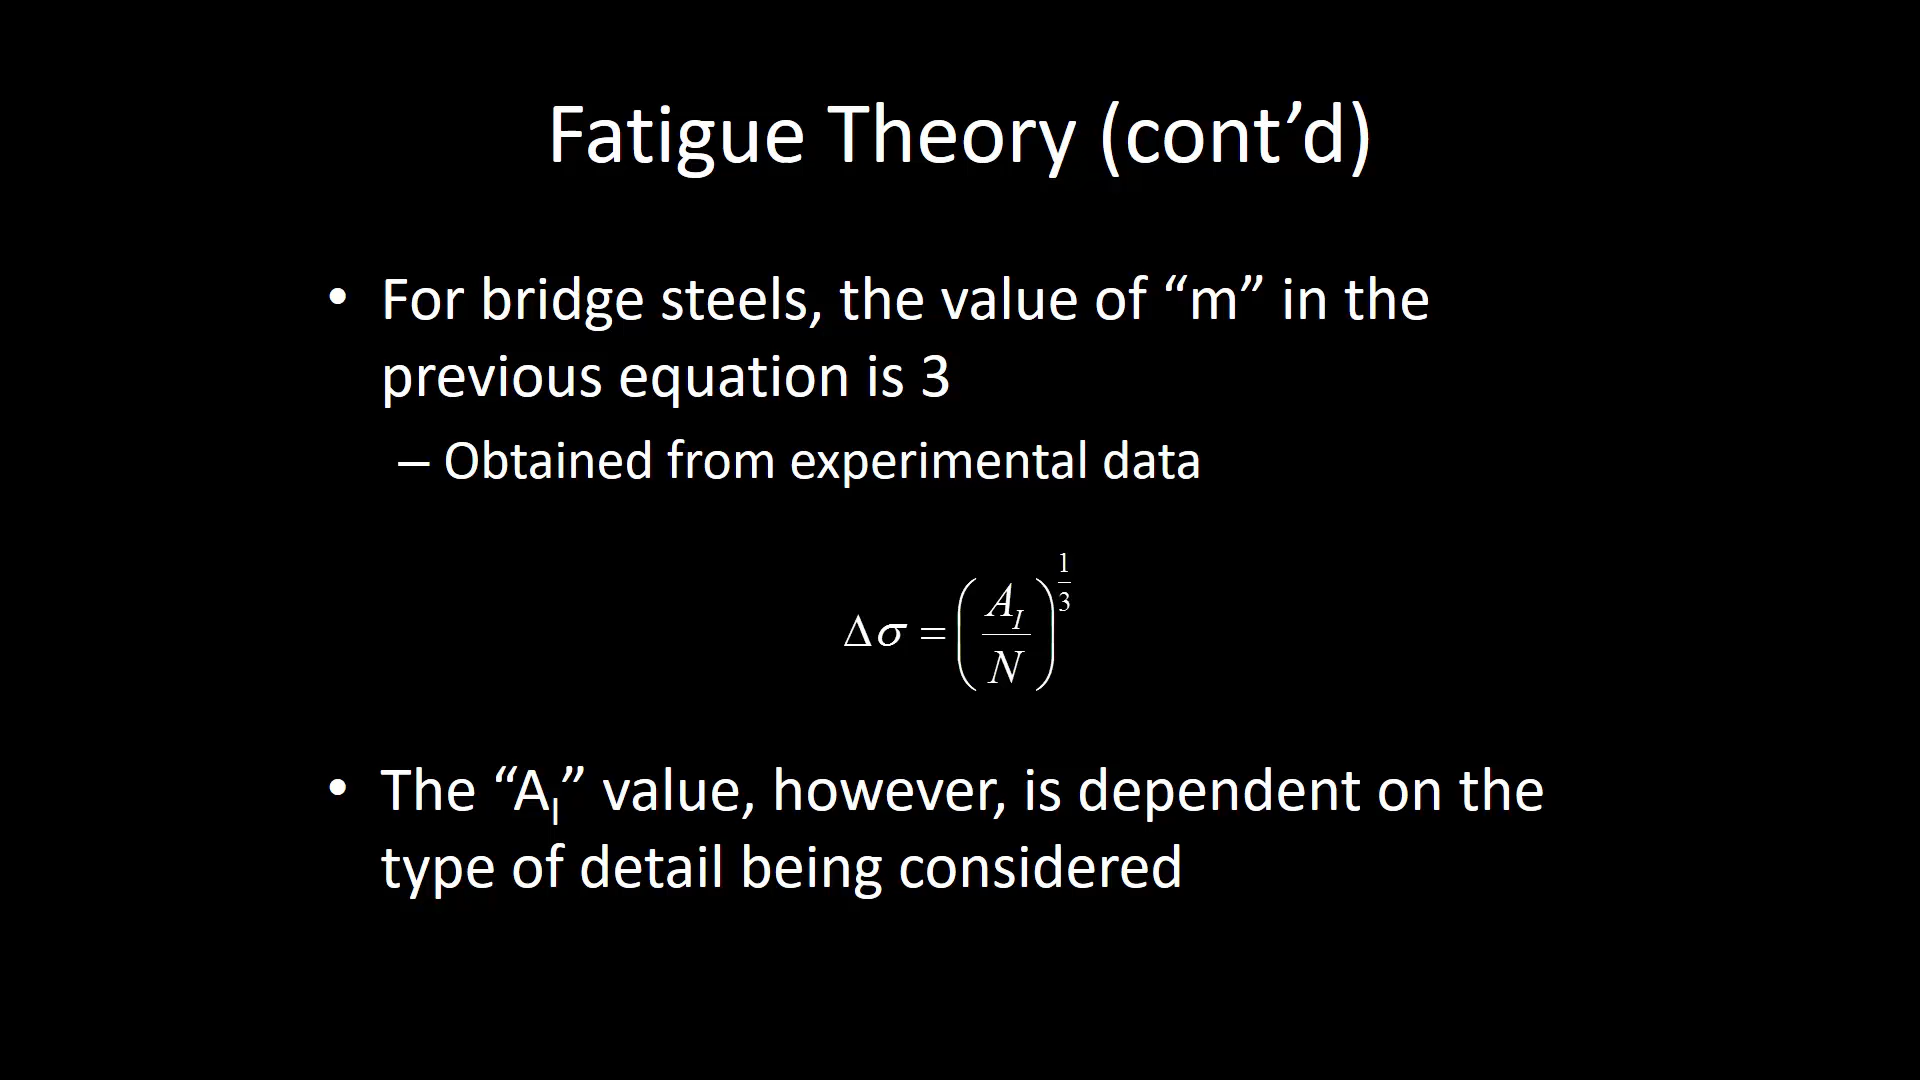 Fatigue Theory (cont’d)
• For bridge steels, the value of “m” in the
previous equation is 3
– Obtained from experimental data
Δσ = (A_I / N)^(1/3)
• The “A_I” value, however, is dependent on the
type of detail being considered